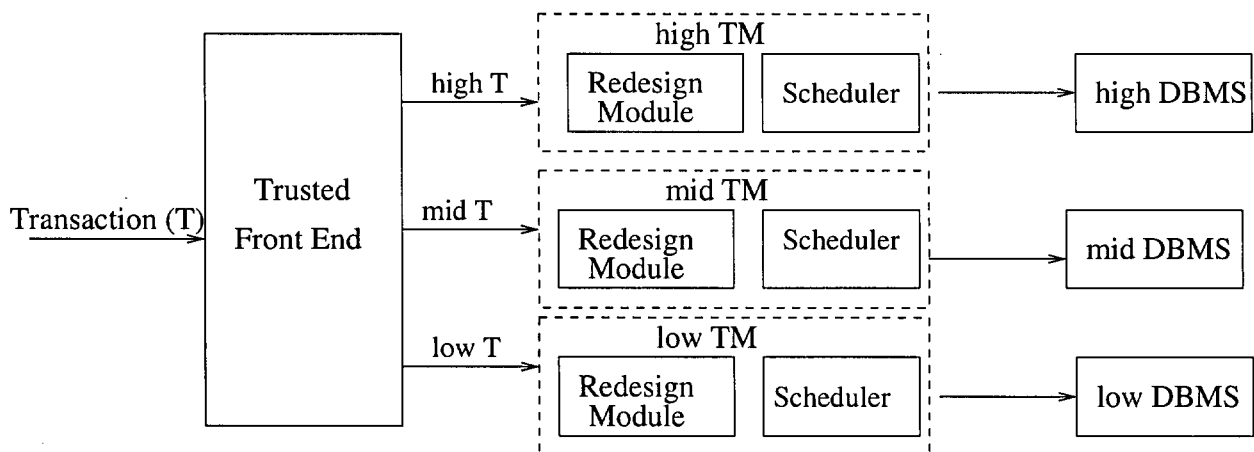 high TM
Redesign
Module
Scheduler
high T
high DBMS
Trusted
Front End
Transaction (T)
mid TM
mid T
Redesign
Module
Scheduler
mid DBMS
low TM
low T
Redesign
Module
Scheduler
low DBMS